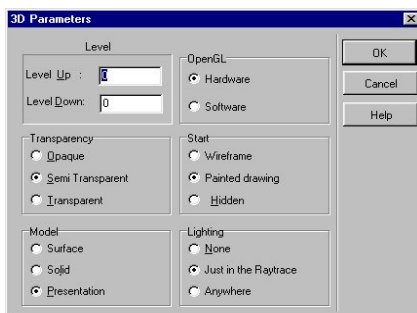 3D Parameters
Level
Level Up :
0
Level Down:
0
OpenGL
Hardware
Software
OK
Cancel
Help
Transparency
Opaque
Semi Transparent
Transparent
Start
Wireframe
Painted drawing
Hidden
Model
Surface
Solid
Presentation
Lighting
None
Just in the Raytrace
Anywhere